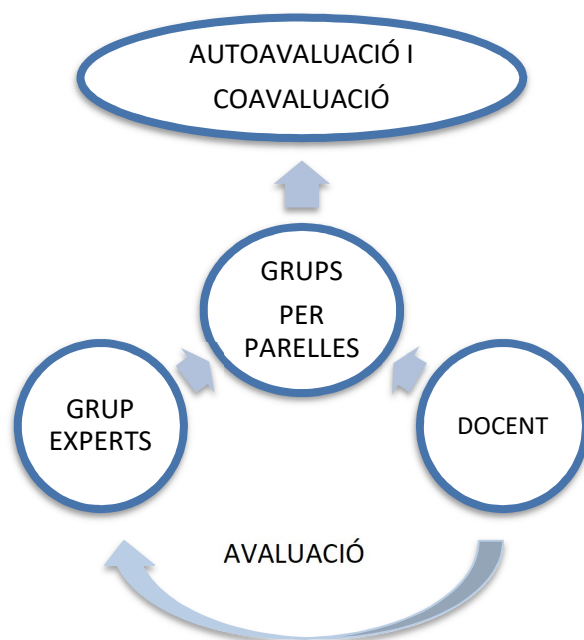 AUTOAVALUACIÓ I
COAVALUACIÓ
GRUPS
PER
PARELLES
GRUP
EXPERTS
DOCENT
AVALUACIÓ